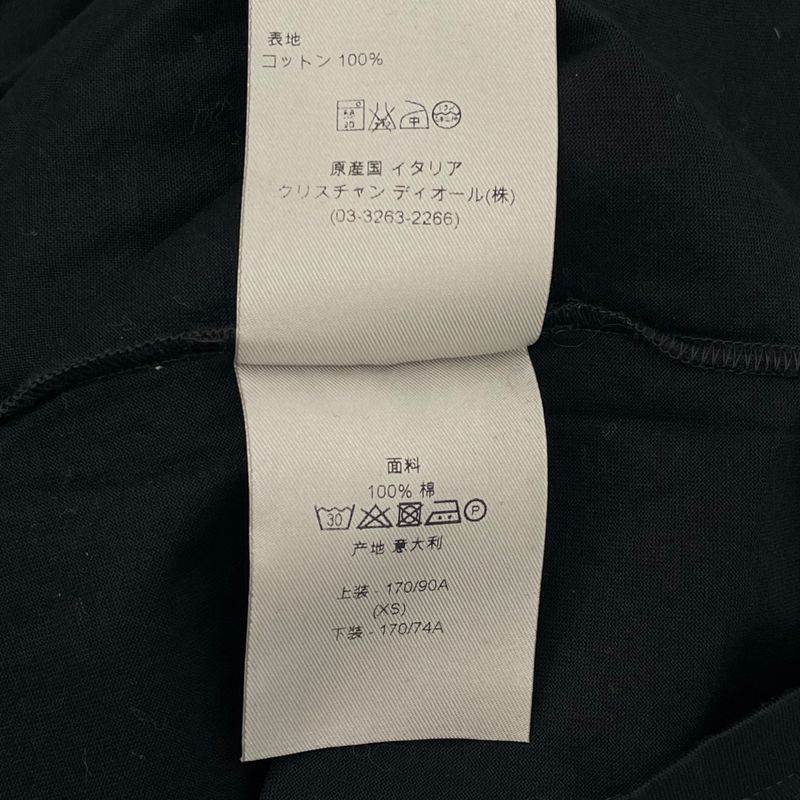 表地
コットン 100%
原産国 イタリア
クリスチャン ディオール(株)
(03-3263-2266)
面料
100% 棉
30
P
产地 意大利
上装 - 170/90A
(XS)
下装 - 170/74A